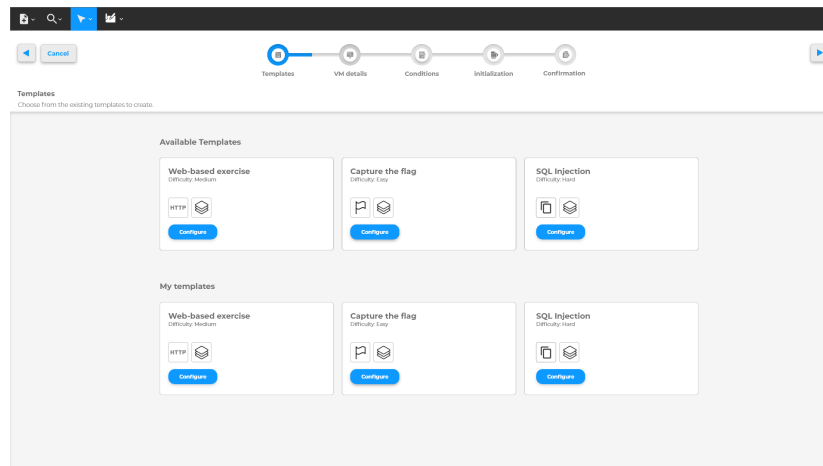 Cancel
Templates
VM details
Conditions
initialization
Confirmation
Templates
Choose from the existing templates to create.
Available Templates
Web-based exercise
Difficulty: Medium
HTTP
Configure
Capture the flag
Difficulty: Easy
Configure
SQL Injection
Difficulty: Hard
Configure
My templates
Web-based exercise
Difficulty: Medium
HTTP
Configure
Capture the flag
Difficulty: Easy
Configure
SQL Injection
Difficulty: Hard
Configure